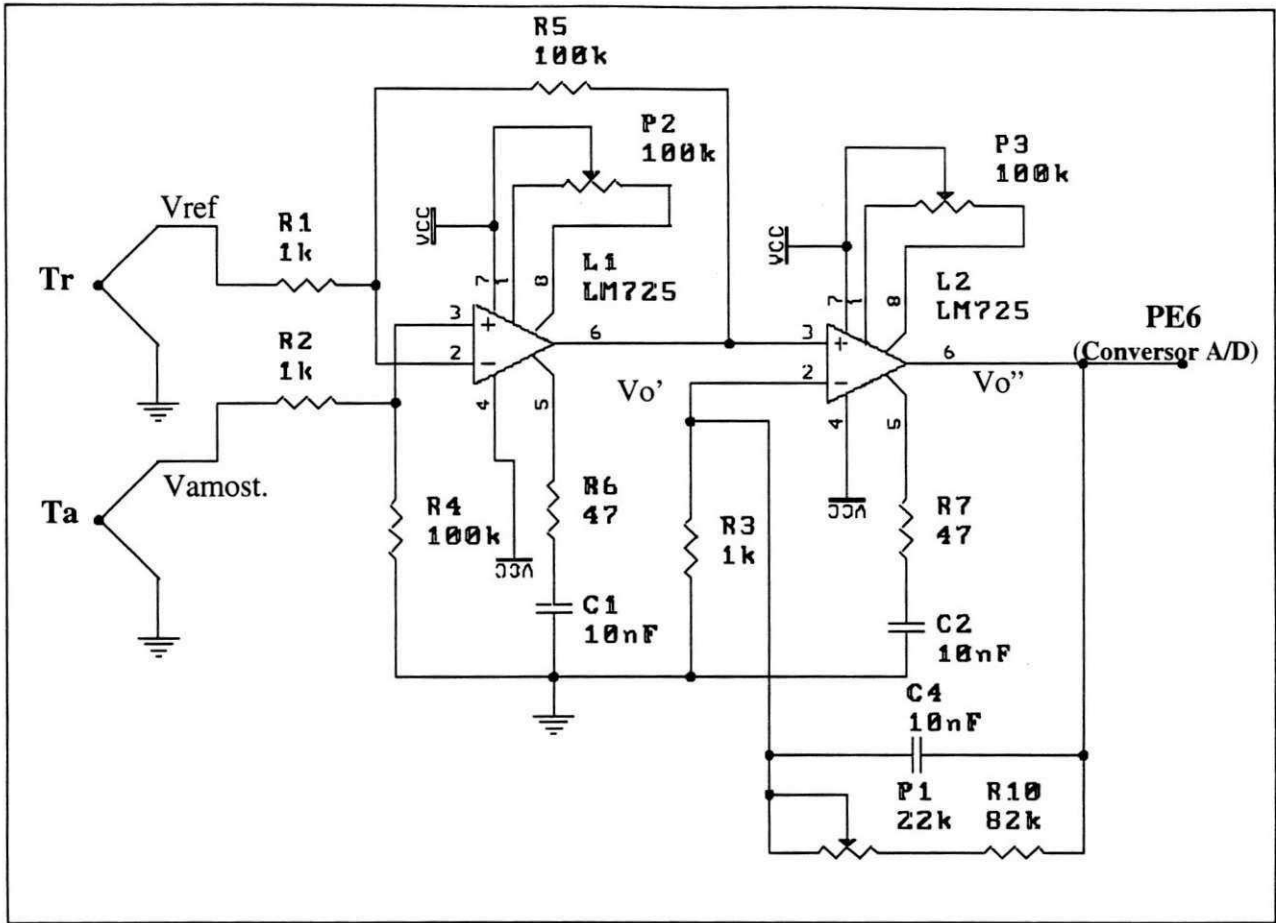 R5
100k
P2
100k
P3
100k
Vref
R1
1k
VCC
VCC
Tr
7
1
8
L1
LM725
7
1
8
L2
LM725
3
+
6
3
+
6
PE6
(Conversor A/D)
R2
1k
2
−
Vo'
2
−
Vo"
4
5
4
5
Vamost.
Ta
R4
100k
R6
47
VCC
R3
1k
VCC
R7
47
C1
10nF
C2
10nF
C4
10nF
P1
22k
R10
82k